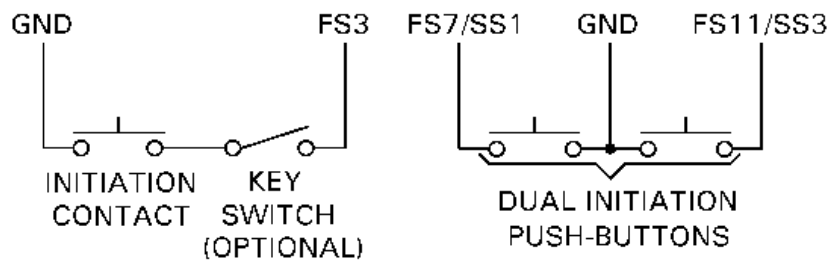 GND FS3 FS7/SS1 GND FS11/SS3
INITIATION CONTACT
KEY SWITCH (OPTIONAL)
DUAL INITIATION
PUSH-BUTTONS